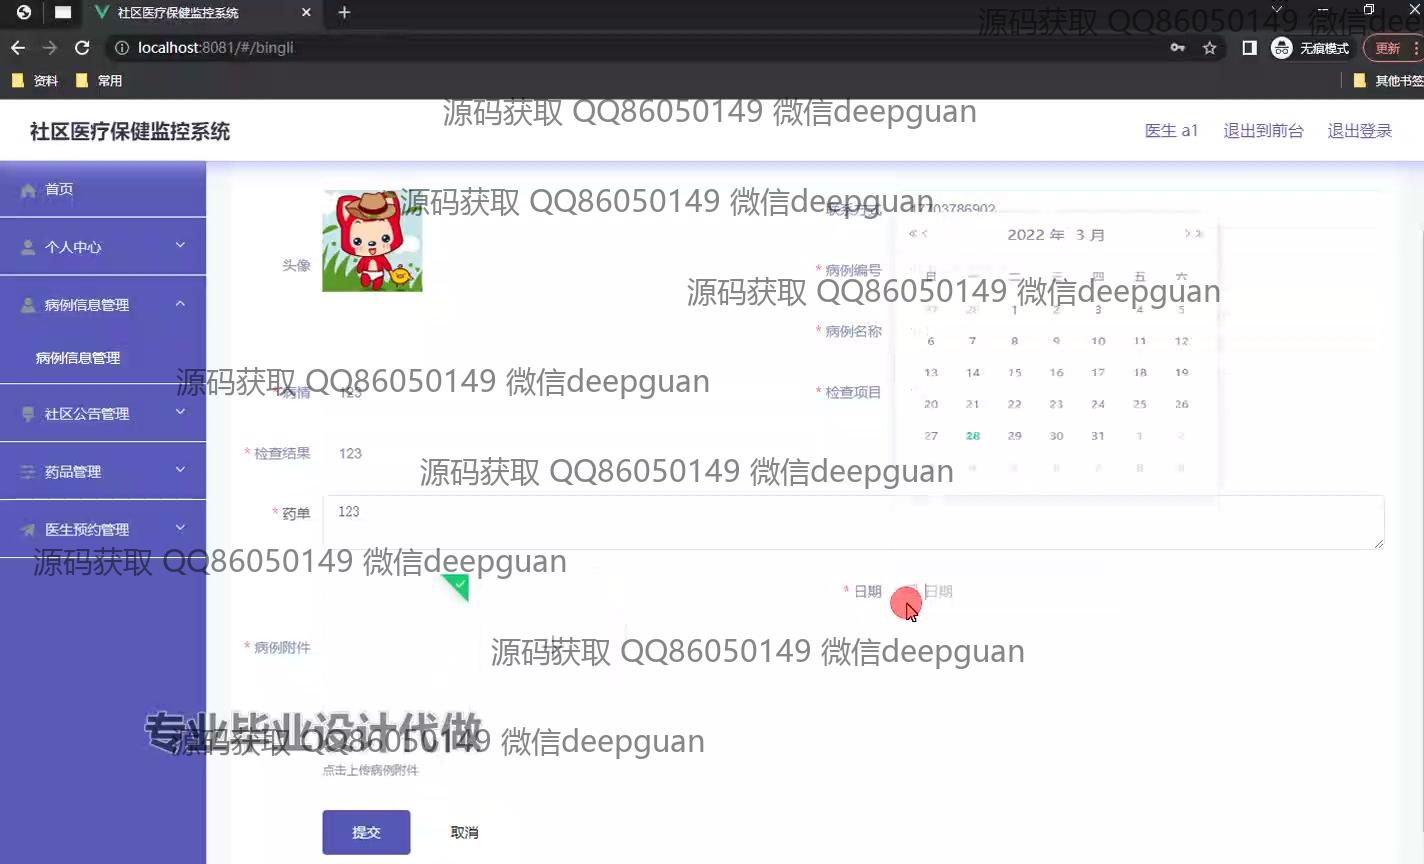 社区医疗保健监控系统
源码获取 QQ86050149 微信dee
localhost:8081/#/bingli
无痕模式
更新
资料
常用
其他书签
源码获取 QQ86050149 微信deepguan
社区医疗保健监控系统
医生 a1
退出到前台
退出登录
首页
源码获取 QQ86050149 微信deepguan
联系方式
17703786902
2022 年 3 月
个人中心
头像
* 病例编号
日 一 二 三 四 五 六
源码获取 QQ86050149 微信deepguan
病例信息管理
27 28 1 2 3 4 5
* 病例名称
6 7 8 9 10 11 12
病例信息管理
13 14 15 16 17 18 19
源码获取 QQ86050149 微信deepguan
* 病情
123
* 检查项目
20 21 22 23 24 25 26
社区公告管理
27 28 29 30 31 1 2
* 检查结果
123
源码获取 QQ86050149 微信deepguan
药品管理
* 药单
123
医生预约管理
源码获取 QQ86050149 微信deepguan
* 日期
日期
* 病例附件
源码获取 QQ86050149 微信deepguan
专业毕业设计代做
源码获取 QQ86050149 微信deepguan
点击上传病例附件
提交
取消